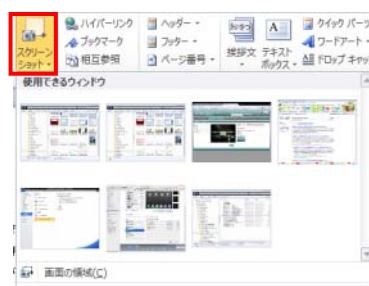 スクリーンショット
ハイパーリンク
ブックマーク
相互参照
ヘッダー
フッター
ページ番号
挨拶文
テキストボックス
クイック パーツ
ワードアート
ドロップ キャッ
使用できるウィンドウ
画面の領域(C)